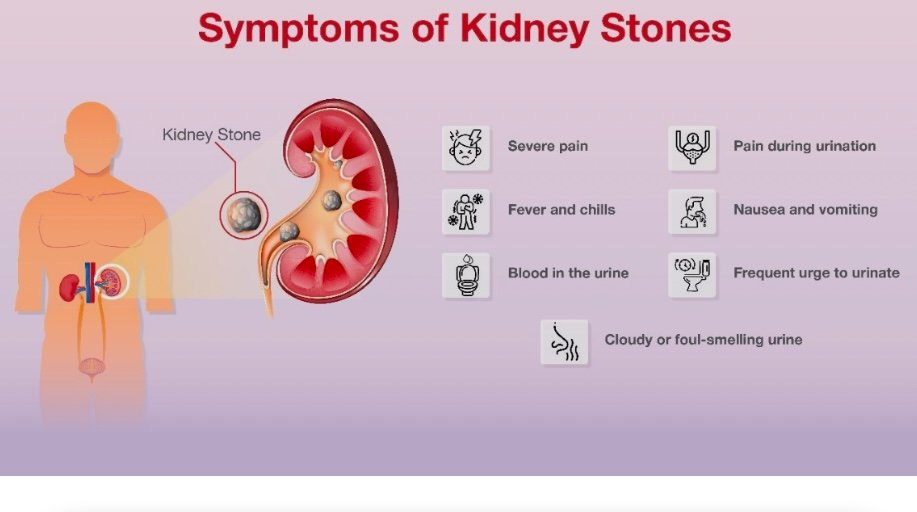 Symptoms of Kidney Stones
Kidney Stone
Severe pain
Pain during urination
Fever and chills
Nausea and vomiting
Blood in the urine
Frequent urge to urinate
Cloudy or foul-smelling urine